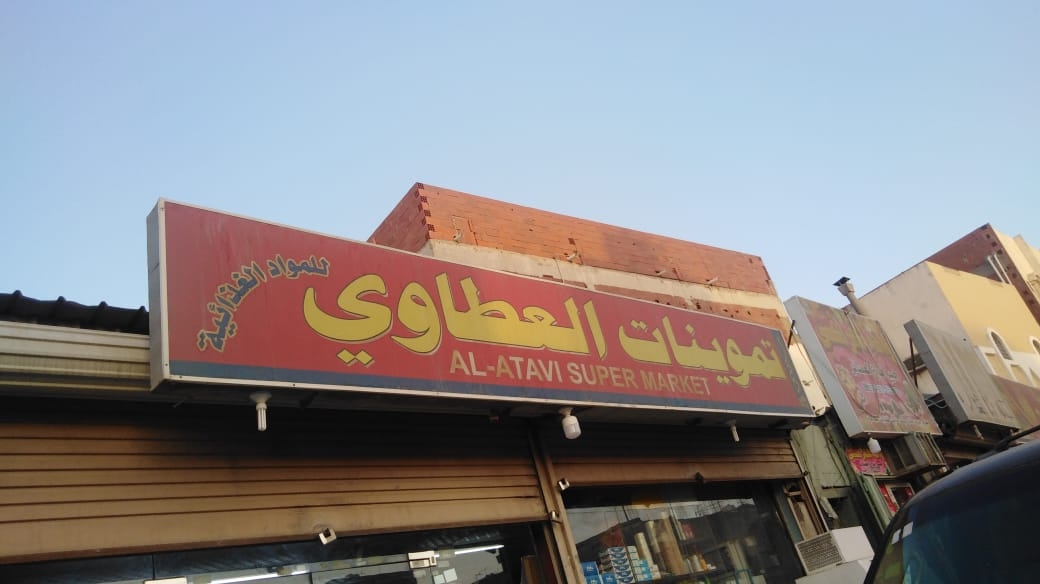 تموينات العطاوي
للمواد الغذائية
AL-ATAVI SUPER MARKET